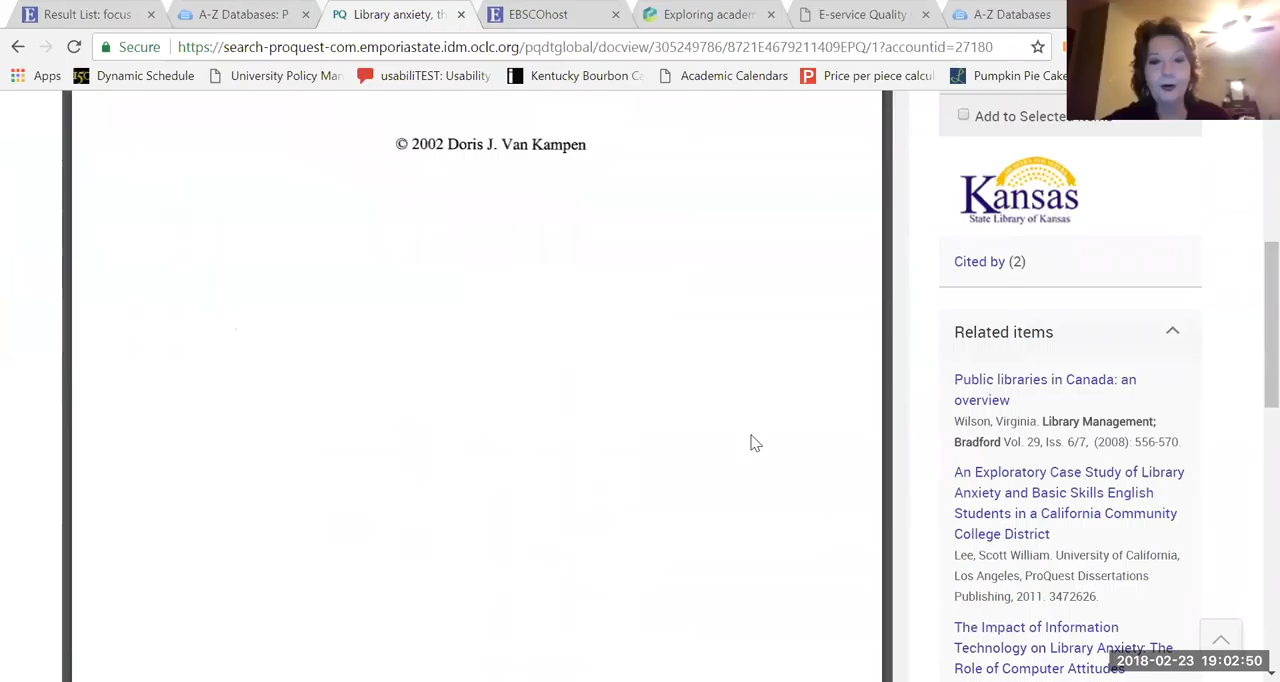 Result List: focus
A-Z Databases: P
PQ Library anxiety, th
EBSCOhost
Exploring academ
E-service Quality
A-Z Databases
Secure
https://search-proquest-com.emporiastate.idm.oclc.org/pqdtglobal/docview/305249786/8721E4679211409EPQ/1?accountid=27180
Apps
Dynamic Schedule
University Policy Man
usabiliTEST: Usability
Kentucky Bourbon Ca
Academic Calendars
Price per piece calcul
Pumpkin Pie Cake
© 2002 Doris J. Van Kampen
Add to Selected items
Kansas
State Library of Kansas
Cited by (2)
Related items
Public libraries in Canada: an
overview
Wilson, Virginia. Library Management;
Bradford Vol. 29, Iss. 6/7, (2008): 556-570.
An Exploratory Case Study of Library
Anxiety and Basic Skills English
Students in a California Community
College District
Lee, Scott William. University of California,
Los Angeles, ProQuest Dissertations
Publishing, 2011. 3472626.
The Impact of Information
Technology on Library Anxiety: The
Role of Computer Attitudes
2018-02-23 19:02:50